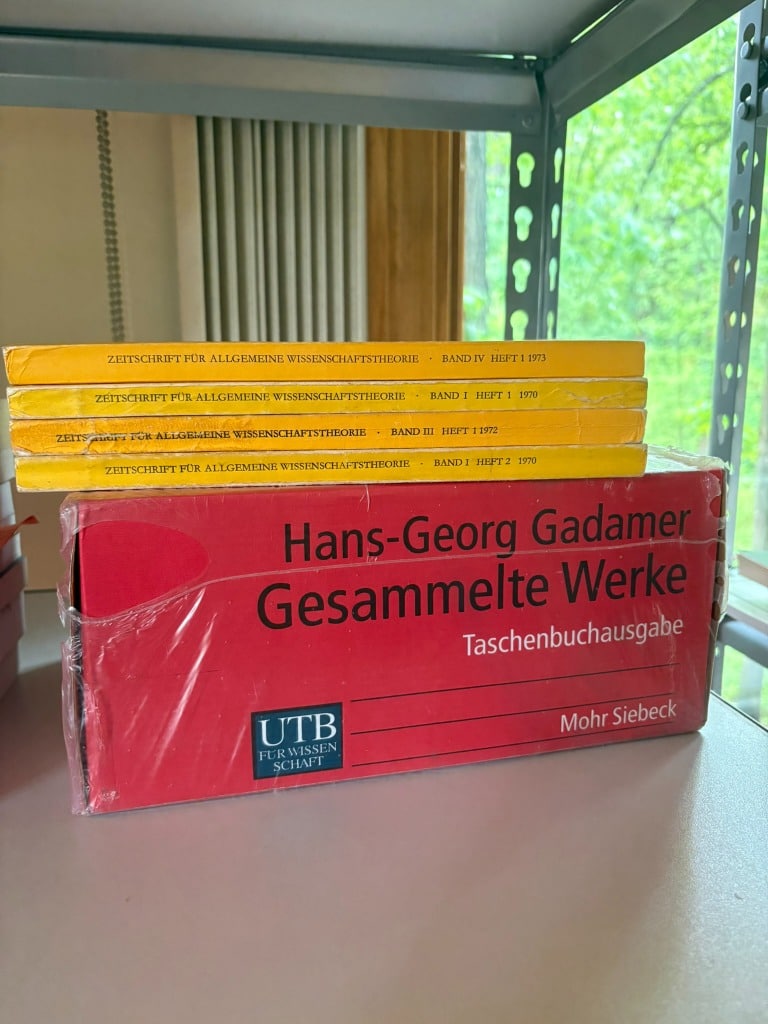 ZEITSCHRIFT FÜR ALLGEMEINE WISSENSCHAFTSTHEORIE · BAND IV HEFT 1 1973
ZEITSCHRIFT FÜR ALLGEMEINE WISSENSCHAFTSTHEORIE · BAND I HEFT 1 1970
ZEITSCHRIFT FÜR ALLGEMEINE WISSENSCHAFTSTHEORIE · BAND III HEFT 1 1972
ZEITSCHRIFT FÜR ALLGEMEINE WISSENSCHAFTSTHEORIE · BAND I HEFT 2 1970
Hans-Georg Gadamer
Gesammelte Werke
Taschenbuchausgabe
UTB
FÜR WISSEN
SCHAFT
Mohr Siebeck